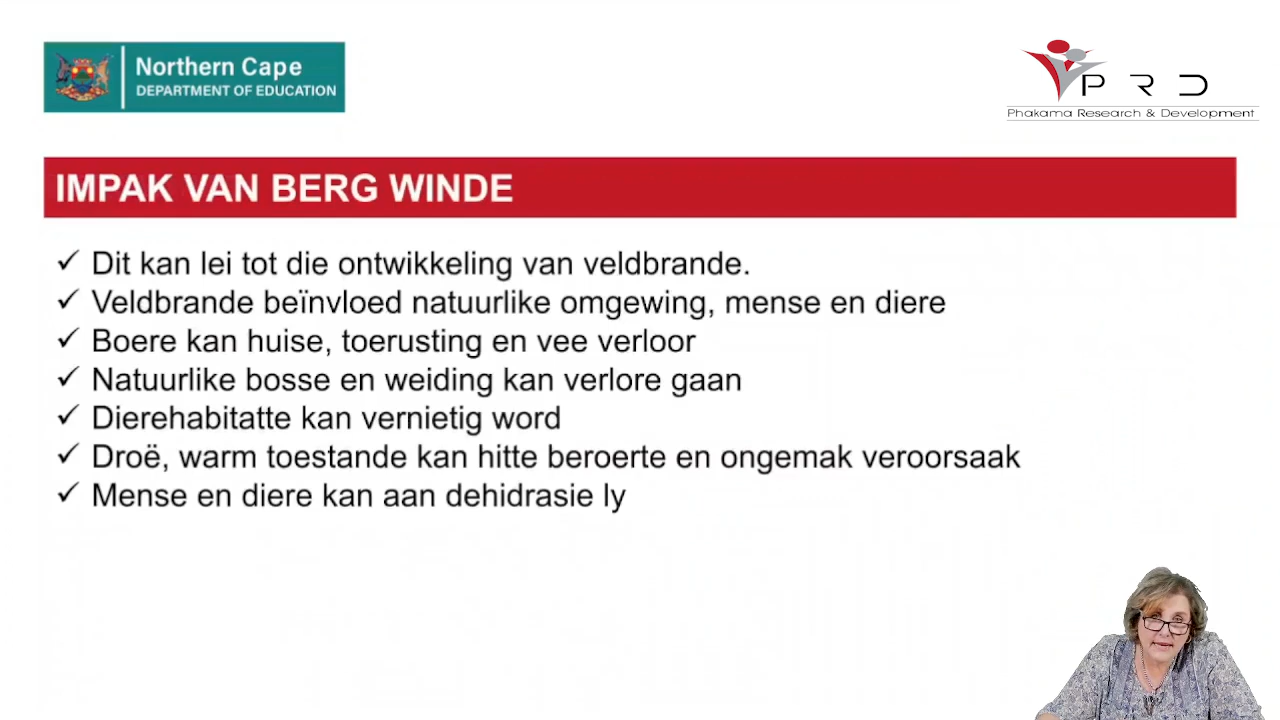 Northern Cape
DEPARTMENT OF EDUCATION
PRD
Phakama Research & Development
IMPAK VAN BERG WINDE
✓ Dit kan lei tot die ontwikkeling van veldbrande.
✓ Veldbrande beïnvloed natuurlike omgewing, mense en diere
✓ Boere kan huise, toerusting en vee verloor
✓ Natuurlike bosse en weiding kan verlore gaan
✓ Dierehabitatte kan vernietig word
✓ Droë, warm toestande kan hitte beroerte en ongemak veroorsaak
✓ Mense en diere kan aan dehidrasie ly